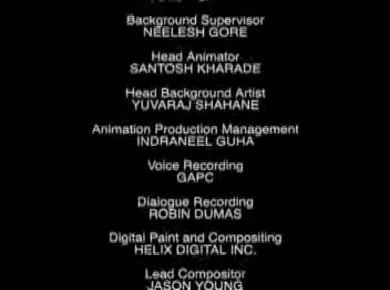 Background Supervisor
NEELESH GORE
Head Animator
SANTOSH KHARADE
Head Background Artist
YUVARAJ SHAHANE
Animation Production Management
INDRANEEL GUHA
Voice Recording
GAPC
Dialogue Recording
ROBIN DUMAS
Digital Paint and Compositing
HELIX DIGITAL INC.
Lead Compositor
JASON YOUNG